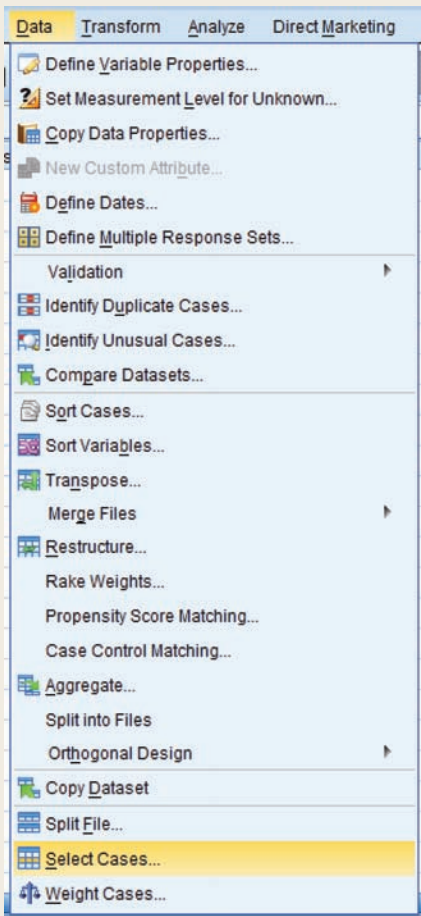 Data Transform Analyze Direct Marketing
Define Variable Properties...
Set Measurement Level for Unknown...
Copy Data Properties...
New Custom Attribute...
Define Dates...
Define Multiple Response Sets...
Validation
Identify Duplicate Cases...
Identify Unusual Cases...
Compare Datasets...
Sort Cases...
Sort Variables...
Transpose...
Merge Files
Restructure...
Rake Weights...
Propensity Score Matching...
Case Control Matching...
Aggregate...
Split into Files
Orthogonal Design
Copy Dataset
Split File...
Select Cases...
Weight Cases...